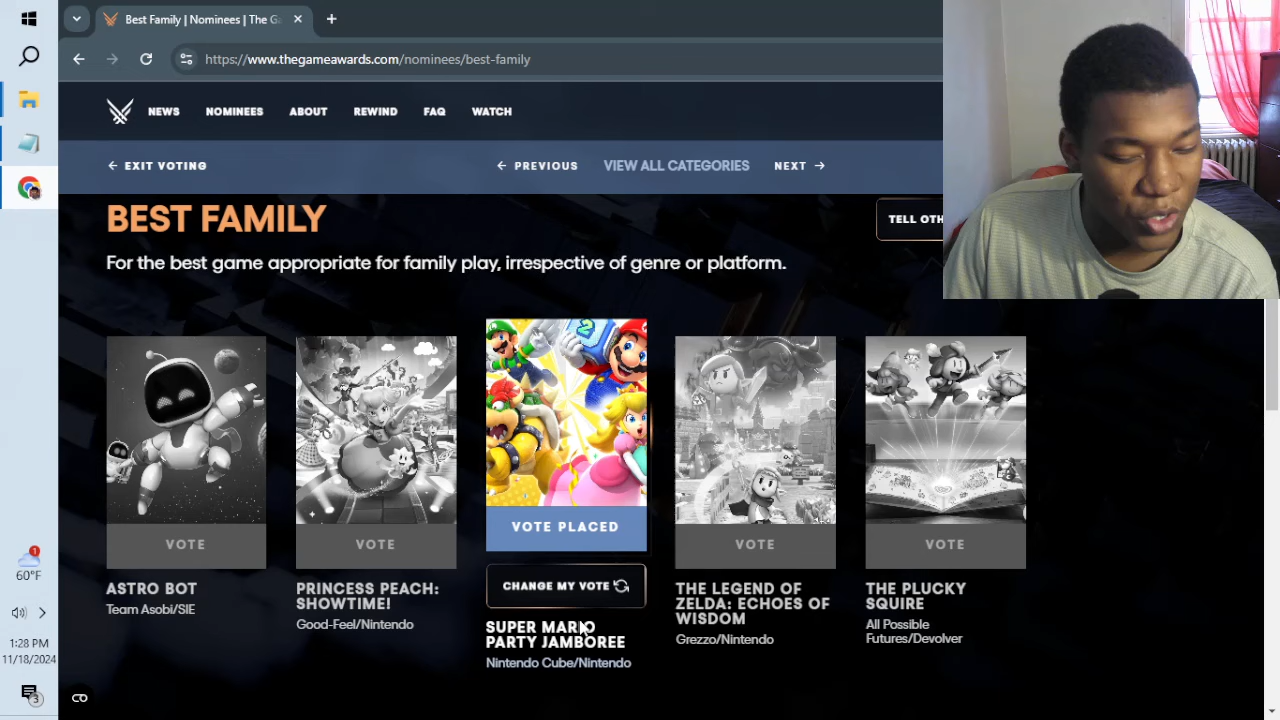 Best Family | Nominees | The Ga
https://www.thegameawards.com/nominees/best-family
NEWS
NOMINEES
ABOUT
REWIND
FAQ
WATCH
← EXIT VOTING
← PREVIOUS
VIEW ALL CATEGORIES
NEXT →
BEST FAMILY
TELL OTH
For the best game appropriate for family play, irrespective of genre or platform.
2
VOTE
VOTE
VOTE PLACED
VOTE
VOTE
ASTRO BOT
Team Asobi/SIE
PRINCESS PEACH:
SHOWTIME!
Good-Feel/Nintendo
CHANGE MY VOTE
SUPER MARIO
PARTY JAMBOREE
Nintendo Cube/Nintendo
THE LEGEND OF
ZELDA: ECHOES OF
WISDOM
Grezzo/Nintendo
THE PLUCKY
SQUIRE
All Possible
Futures/Devolver
1
60°F
1:28 PM
11/18/2024
3